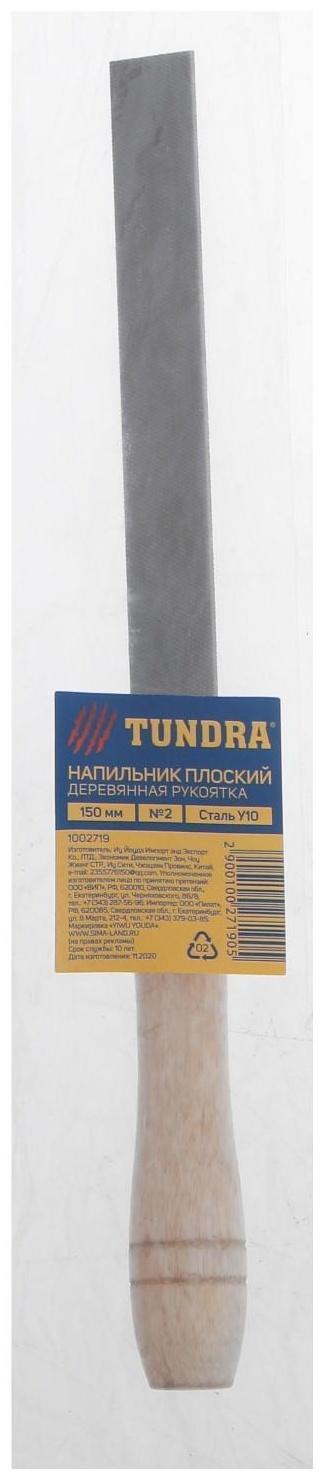 TUNDRA®
НАПИЛЬНИК ПЛОСКИЙ
ДЕРЕВЯННАЯ РУКОЯТКА
150 мм №2 Сталь У10
1002719
Изготовитель: Иу Йоуда Импорт энд Экспорт
Ко., ЛТД., Экономик Девелопмент Зон, Чоу
Жванг СТР., Иу Сити, Чжэцзян Провинс, Китай,
e-mail: 2355776150@qq.com. Уполномоченное
изготовителем лицо по принятию претензий:
ООО «ВИП», РФ, 620010, Свердловская обл.,
г. Екатеринбург, ул. Черняховского, 86/8,
тел.: +7 (343) 287-56-96. Импортер: ООО «Пелат»,
РФ, 620085, Свердловская обл., г. Екатеринбург,
ул. 8 Марта, 212-4, тел.: +7 (343) 379-03-85.
Маркировка «YIWU YOUDA».
WWW.SIMA-LAND.RU
(на правах рекламы)
Срок службы: 10 лет.
Дата изготовления: 11.2020
2900100271905
02